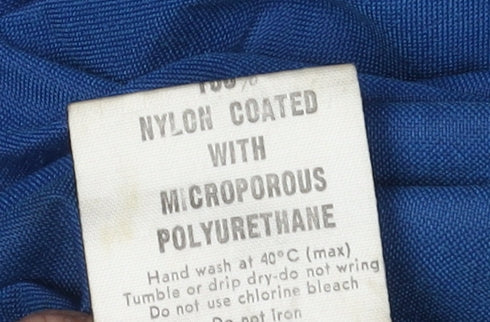 100%
NYLON COATED
WITH
MICROPOROUS
POLYURETHANE
Hand wash at 40°C (max)
Tumble or drip dry-do not wring
Do not use chlorine bleach
Do not Iron